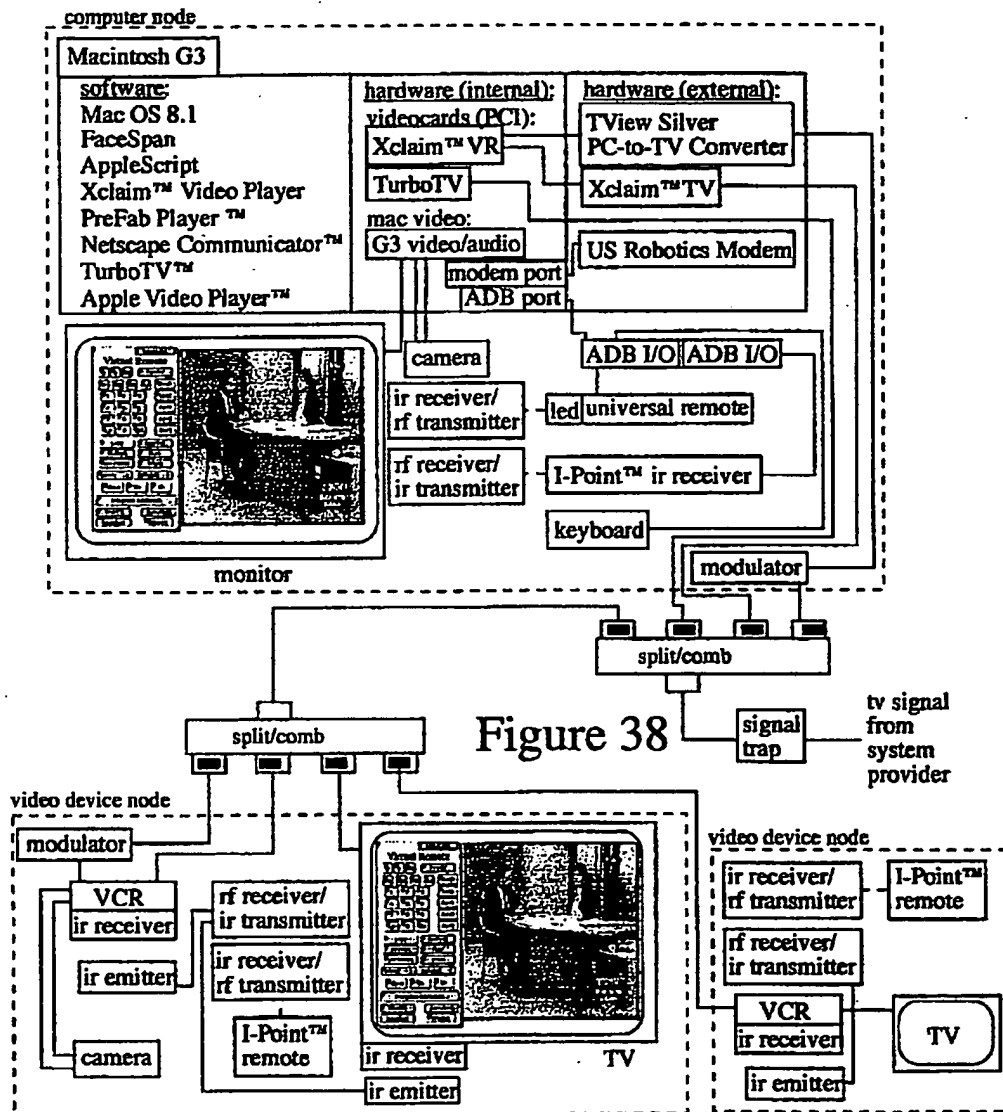 computer node
Macintosh G3
software:
Mac OS 8.1
FaceSpan
AppleScript
Xclaim™ Video Player
PreFab Player ™
Netscape Communicator™
TurboTV™
Apple Video Player™
hardware (internal):
videocards (PCI):
Xclaim™ VR
TurboTV
mac video:
G3 video/audio
modem port
ADB port
hardware (external):
TView Silver
PC-to-TV Converter
Xclaim™ TV
US Robotics Modem
camera
ADB I/O
ADB I/O
ir receiver/
rf transmitter
led
universal remote
rf receiver/
ir transmitter
I-Point™ ir receiver
keyboard
Virtual Remote
monitor
modulator
split/comb
split/comb
Figure 38
signal
trap
tv signal
from
system
provider
video device node
modulator
VCR
ir receiver
ir emitter
camera
rf receiver/
ir transmitter
ir receiver/
rf transmitter
I-Point™
remote
Virtual Remote
ir receiver
TV
ir emitter
video device node
ir receiver/
rf transmitter
I-Point™
remote
rf receiver/
ir transmitter
VCR
ir receiver
ir emitter
TV